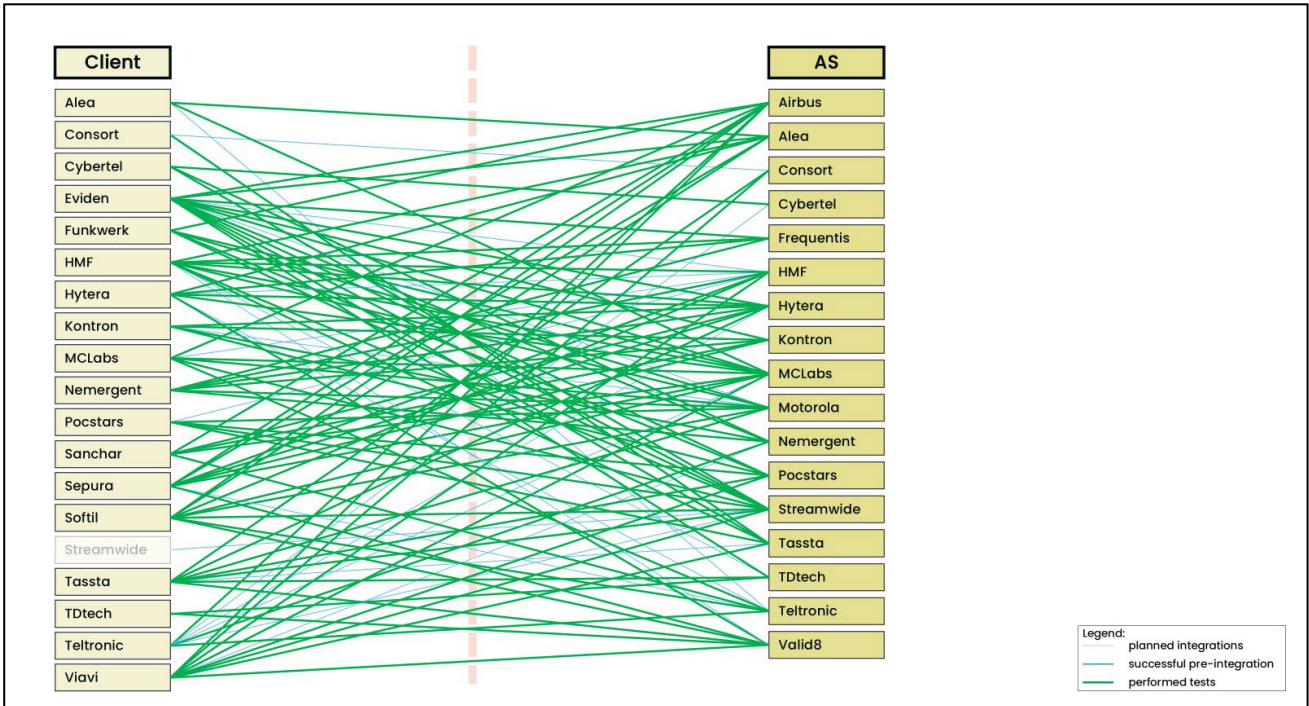 Client
AS
Alea
Consort
Cybertel
Eviden
Funkwerk
HMF
Hytera
Kontron
MCLabs
Nemergent
Pocstars
Sanchar
Sepura
Softil
Streamwide
Tassta
TDtech
Teltronic
Viavi
Airbus
Alea
Consort
Cybertel
Frequentis
HMF
Hytera
Kontron
MCLabs
Motorola
Nemergent
Pocstars
Streamwide
Tassta
TDtech
Teltronic
Valid8
Legend:
planned integrations
successful pre-integration
performed tests